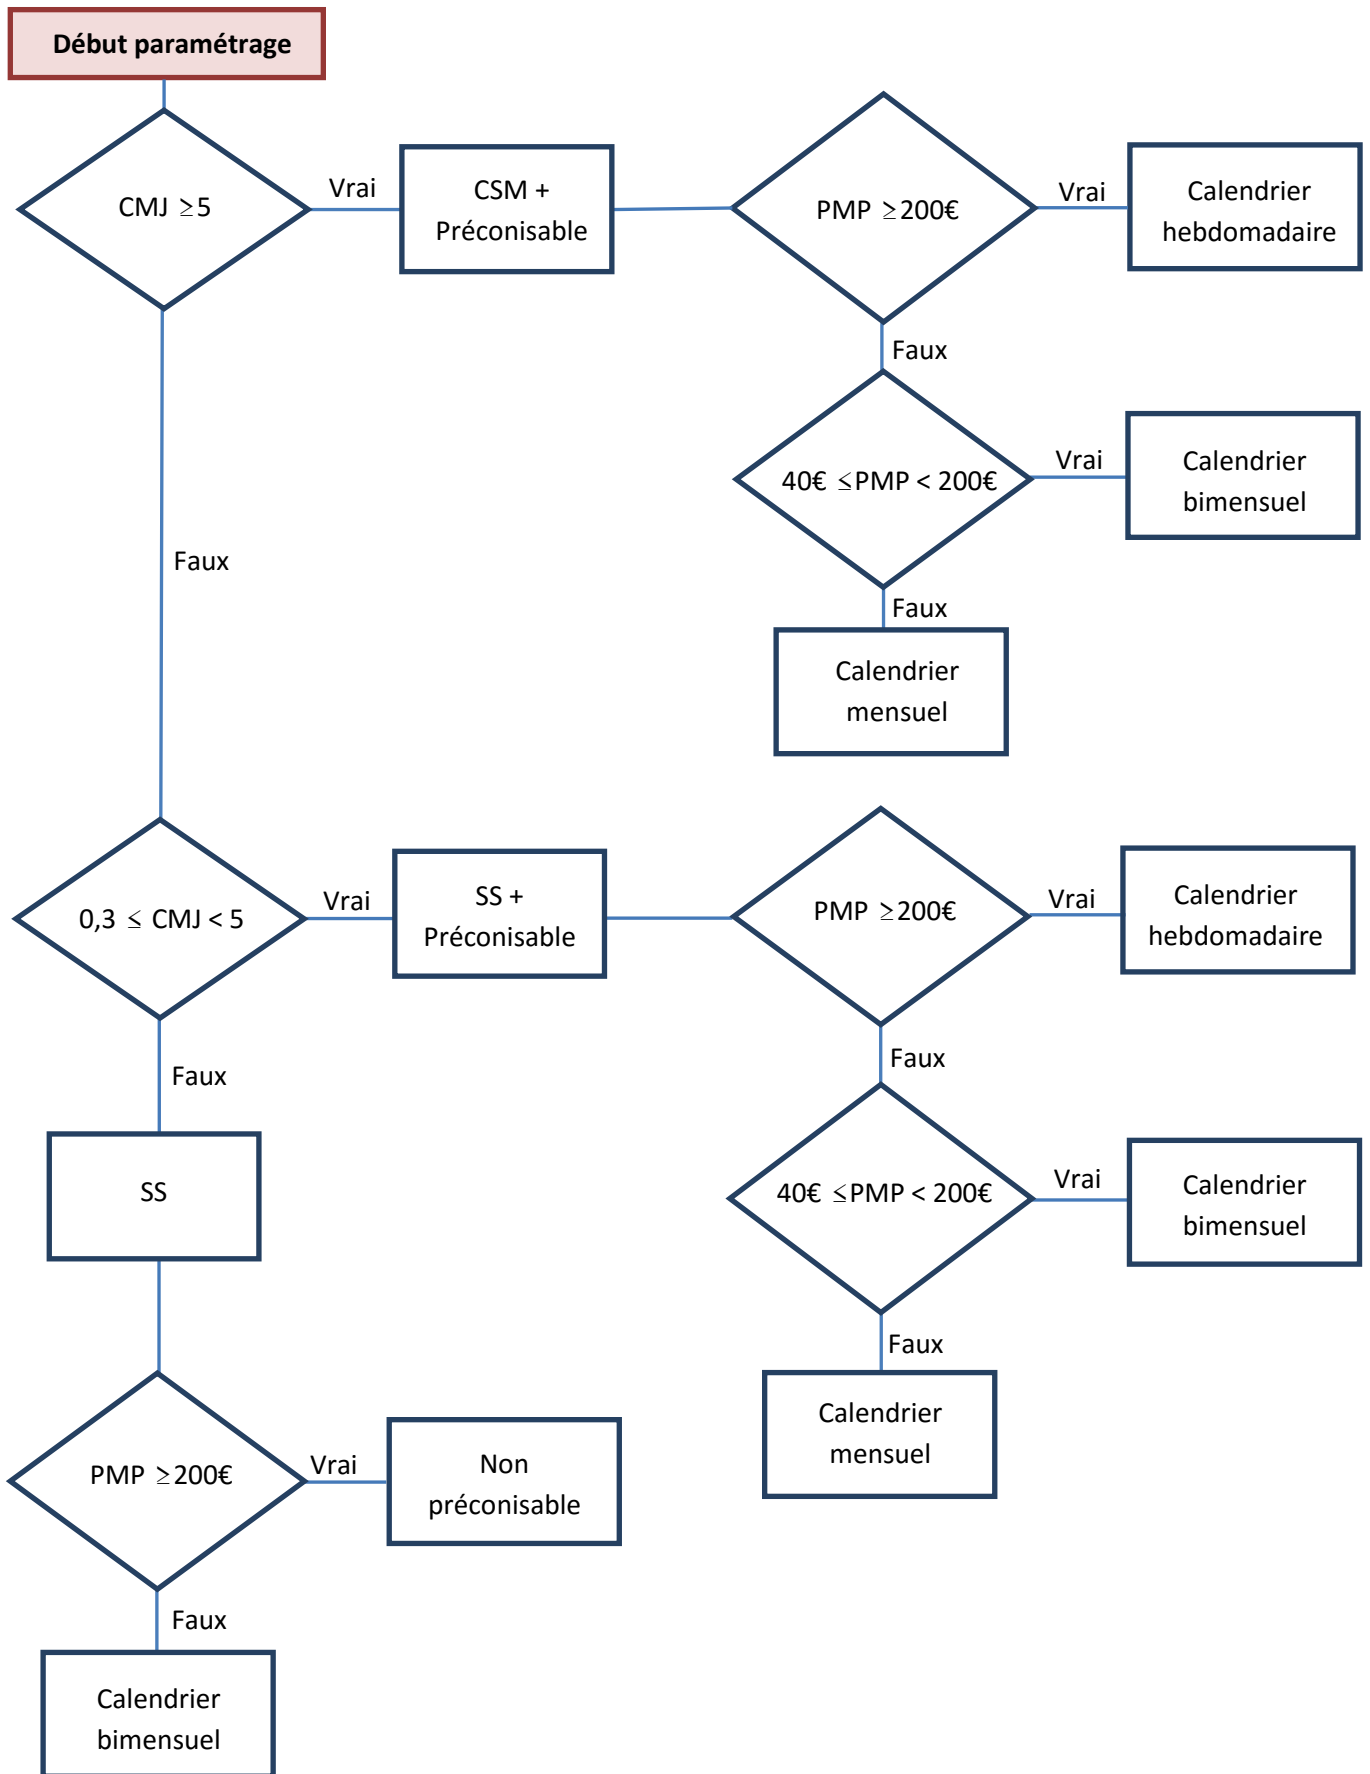 Début paramétrage
CMJ ≥5
Vrai
CSM +
Préconisable
PMP ≥200€
Vrai
Calendrier
hebdomadaire
Faux
40€ ≤PMP < 200€
Vrai
Calendrier
bimensuel
Faux
Calendrier
mensuel
Faux
0,3 ≤ CMJ < 5
Vrai
SS +
Préconisable
PMP ≥200€
Vrai
Calendrier
hebdomadaire
Faux
40€ ≤PMP < 200€
Vrai
Calendrier
bimensuel
Faux
Calendrier
mensuel
Faux
SS
PMP ≥200€
Vrai
Non
préconisable
Faux
Calendrier
bimensuel